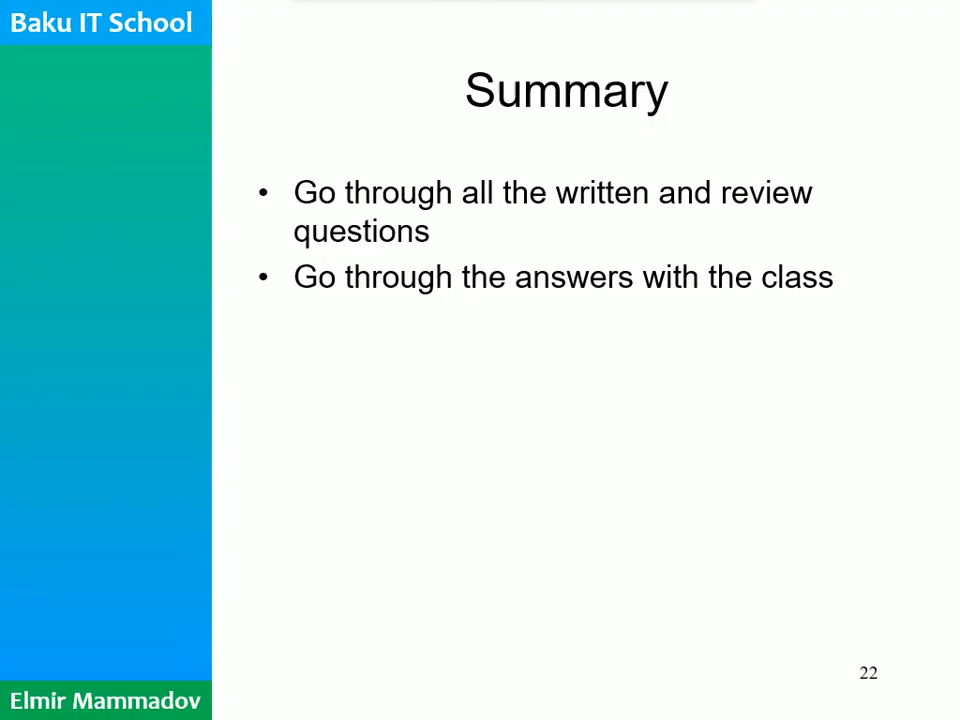 Baku IT School
Summary
• Go through all the written and review
questions
• Go through the answers with the class
22
Elmir Mammadov